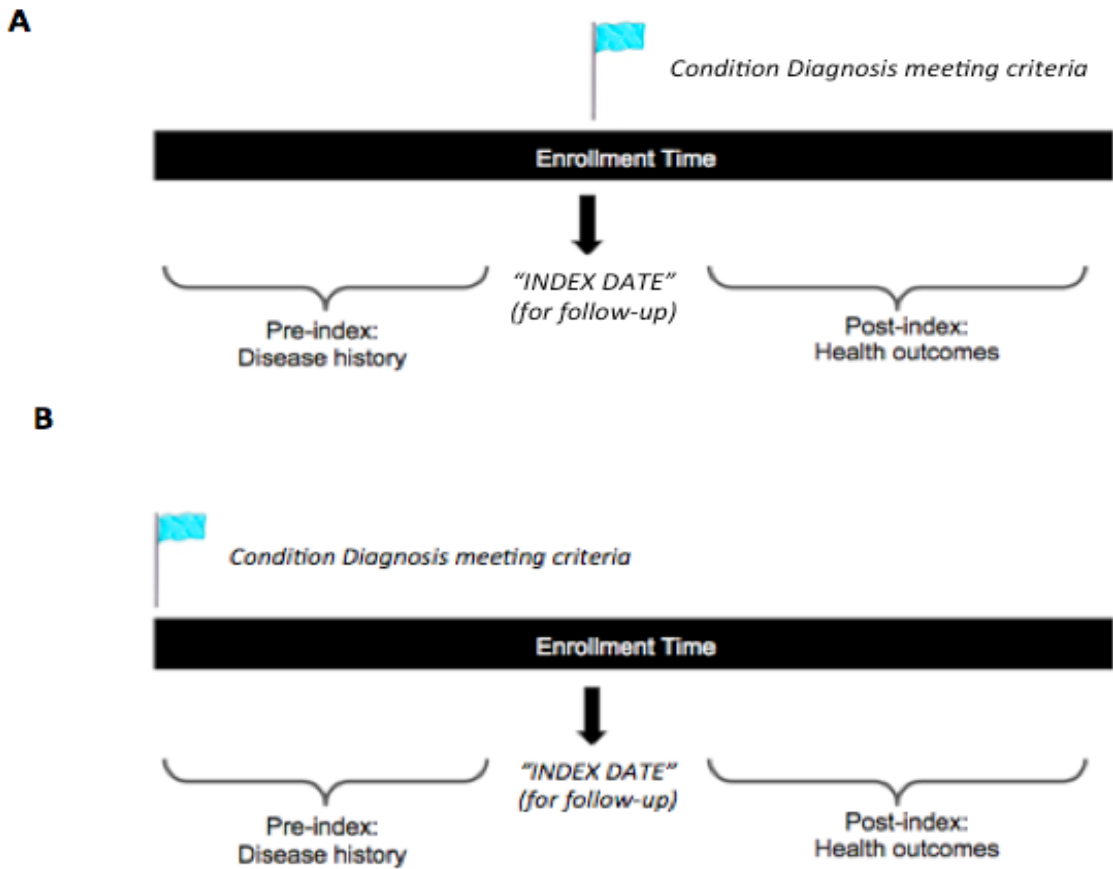 A
Condition Diagnosis meeting criteria
Enrollment Time
“INDEX DATE”
(for follow-up)
Pre-index:
Disease history
Post-index:
Health outcomes
B
Condition Diagnosis meeting criteria
Enrollment Time
“INDEX DATE”
(for follow-up)
Pre-index:
Disease history
Post-index:
Health outcomes